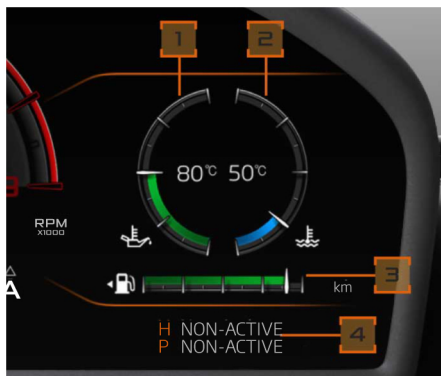 1 2
80°C 50°C
RPM
X1000
3
km
A
H NON-ACTIVE
P NON-ACTIVE
4